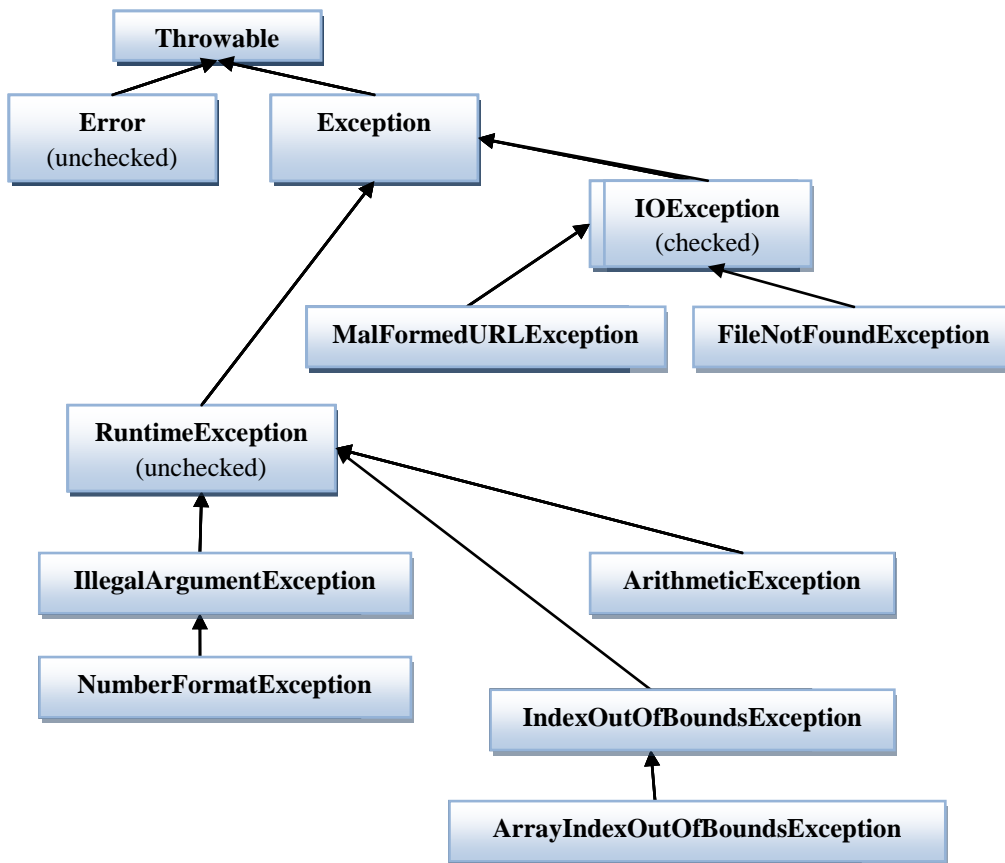 Throwable
Error
(unchecked)
Exception
IOException
(checked)
MalFormedURLException
FileNotFoundException
RuntimeException
(unchecked)
IllegalArgumentException
ArithmeticException
NumberFormatException
IndexOutOfBoundsException
ArrayIndexOutOfBoundsException